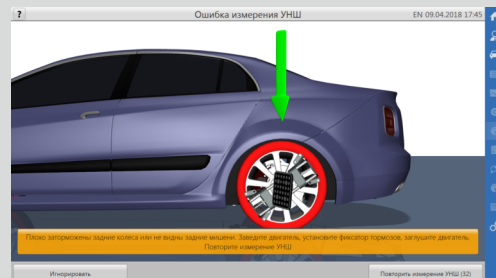 ?
Ошибка измерения УНШ
EN 09.04.2018 17:45
Плохо заторможены задние колеса или не видны задние мишени. Заведите двигатель, установите фиксатор тормозов, заглушите двигатель.
Повторите измерение УНШ
Игнорировать
Повторить измерение УНШ (32)